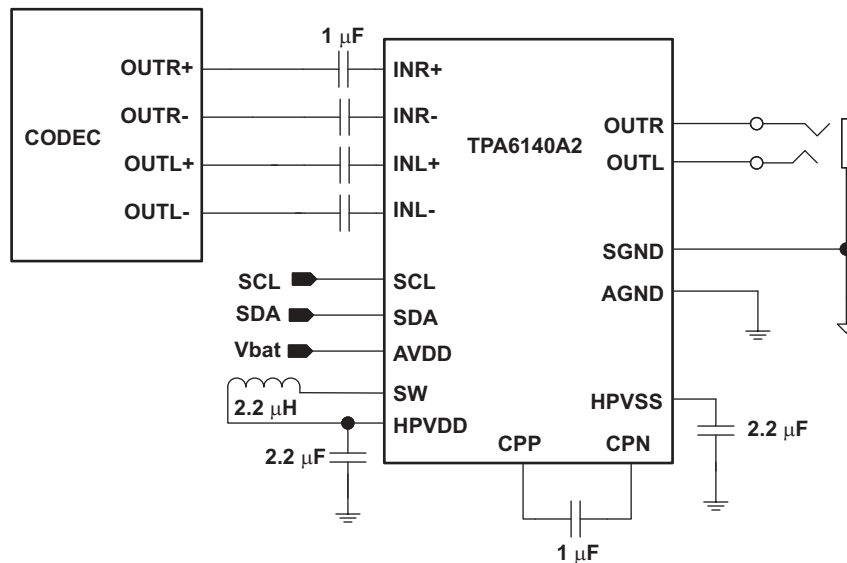 1 μF
OUTR+
INR+
OUTR-
INR-
CODEC
TPA6140A2
OUTR
OUTL+
INL+
OUTL
OUTL-
INL-
SGND
SCL
SCL
AGND
SDA
SDA
Vbat
AVDD
SW
2.2 μH
HPVSS
HPVDD
2.2 μF
2.2 μF
CPP
CPN
1 μF